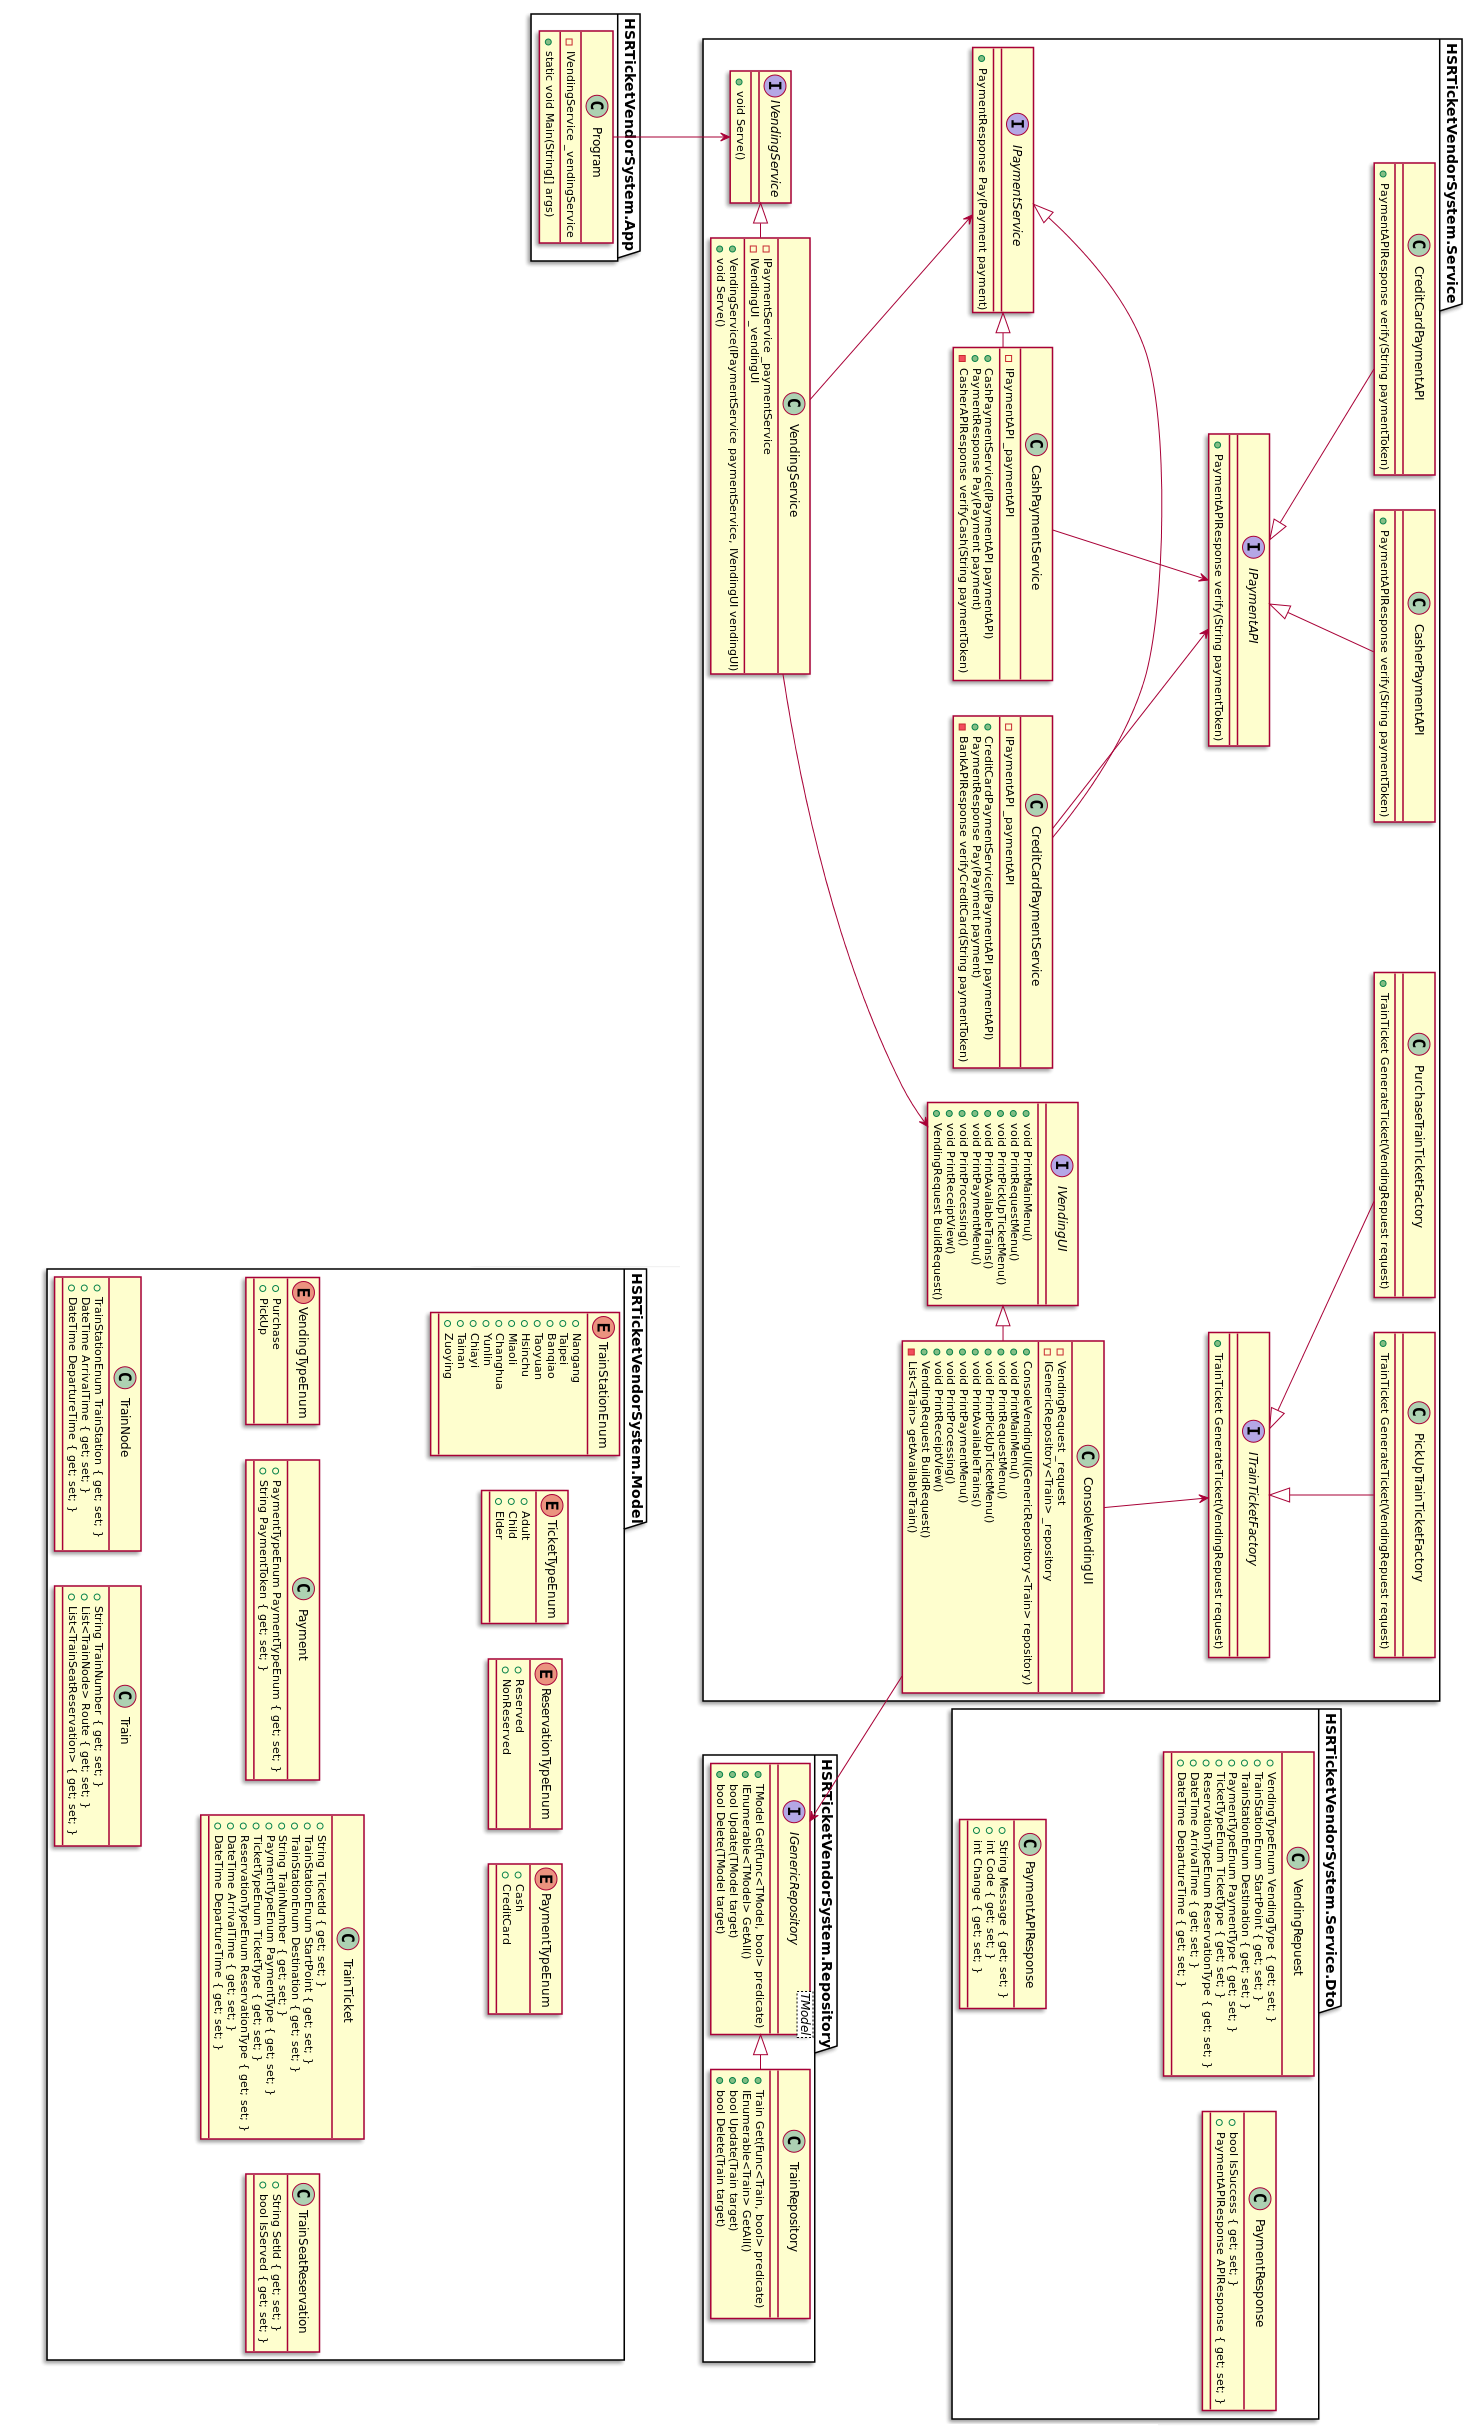 HSRTicketVendorSystem.Service
CreditCardPaymentAPI
PaymentAPIResponse verify(String paymentToken)
CasherPaymentAPI
PaymentAPIResponse verify(String paymentToken)
PurchaseTrainTicketFactory
TrainTicket GenerateTicket(VendingRepuest request)
PickUpTrainTicketFactory
TrainTicket GenerateTicket(VendingRepuest request)
IPaymentAPI
PaymentAPIResponse verify(String paymentToken)
ITrainTicketFactory
TrainTicket GenerateTicket(VendingRepuest request)
IPaymentService
PaymentResponse Pay(Payment payment)
CashPaymentService
IPaymentAPI _paymentAPI
CashPaymentService(IPaymentAPI paymentAPI)
PaymentResponse Pay(Payment payment)
CasherAPIResponse verifyCash(String paymentToken)
CreditCardPaymentService
IPaymentAPI _paymentAPI
CreditCardPaymentService(IPaymentAPI paymentAPI)
PaymentResponse Pay(Payment payment)
BankAPIResponse verifyCreditCard(String paymentToken)
IVendingUI
void PrintMainMenu()
void PrintRequestMenu()
void PrintPickUpTicketMenu()
void PrintAvailableTrains()
void PrintPaymentMenu()
void PrintProcessing()
void PrintReceiptView()
VendingRequest BuildRequest()
ConsoleVendingUI
VendingRequest _request
IGenericRepository<Train> _repository
ConsoleVendingUI(IGenericRepository<Train> repository)
void PrintMainMenu()
void PrintRequestMenu()
void PrintPickUpTicketMenu()
void PrintAvailableTrains()
void PrintPaymentMenu()
void PrintProcessing()
void PrintReceiptView()
VendingRequest BuildRequest()
List<Train> getAvailableTrain()
IVendingService
void Serve()
VendingService
IPaymentService _paymentService
IVendingUI _vendingUI
VendingService(IPaymentService paymentService, IVendingUI vendingUI)
void Serve()
HSRTicketVendorSystem.Service.Dto
VendingRepuest
VendingTypeEnum VendingType { get; set; }
TrainStationEnum StartPoint { get; set; }
TrainStationEnum Destination { get; set; }
PaymentTypeEnum PaymentType { get; set; }
TicketTypeEnum TicketType { get; set; }
ReservationTypeEnum ReservationType { get; set; }
DateTime ArrivalTime { get; set; }
DateTime DepartureTime { get; set; }
PaymentResponse
bool IsSuccess { get; set; }
PaymentAPIResponse APIResponse { get; set; }
PaymentAPIResponse
String Message { get; set; }
int Code { get; set; }
int Change { get; set; }
HSRTicketVendorSystem.Repository
IGenericRepository
TModel
TModel Get(Func<TModel, bool> predicate)
IEnumerable<TModel> GetAll()
bool Update(TModel target)
bool Delete(TModel target)
TrainRepository
Train Get(Func<Train, bool> predicate)
IEnumerable<Train> GetAll()
bool Update(Train target)
bool Delete(Train target)
HSRTicketVendorSystem.App
Program
IVendingService _vendingService
static void Main(String[] args)
HSRTicketVendorSystem.Model
TrainStationEnum
Nangang
Taipei
Banqiao
Taoyuan
Hsinchu
Miaoli
Changhua
Yunlin
Chiayi
Tainan
Zuoying
TicketTypeEnum
Adult
Child
Elder
ReservationTypeEnum
Reserved
NonReserved
PaymentTypeEnum
Cash
CreditCard
VendingTypeEnum
Purchase
PickUp
Payment
PaymentTypeEnum PaymentTypeEnum { get; set; }
String PaymentToken { get; set; }
TrainTicket
String TicketId { get; set; }
TrainStationEnum StartPoint { get; set; }
TrainStationEnum Destination { get; set; }
String TrainNumber { get; set; }
PaymentTypeEnum PaymentType { get; set; }
TicketTypeEnum TicketType { get; set; }
ReservationTypeEnum ReservationType { get; set; }
DateTime ArrivalTime { get; set; }
DateTime DepartureTime { get; set; }
TrainSeatReservation
String SetId { get; set; }
bool IsServed { get; set; }
TrainNode
TrainStationEnum TrainStation { get; set; }
DateTime ArrivalTime { get; set; }
DateTime DepartureTime { get; set; }
Train
String TrainNumber { get; set; }
List<TrainNode> Route { get; set; }
List<TrainSeatReservation> { get; set; }